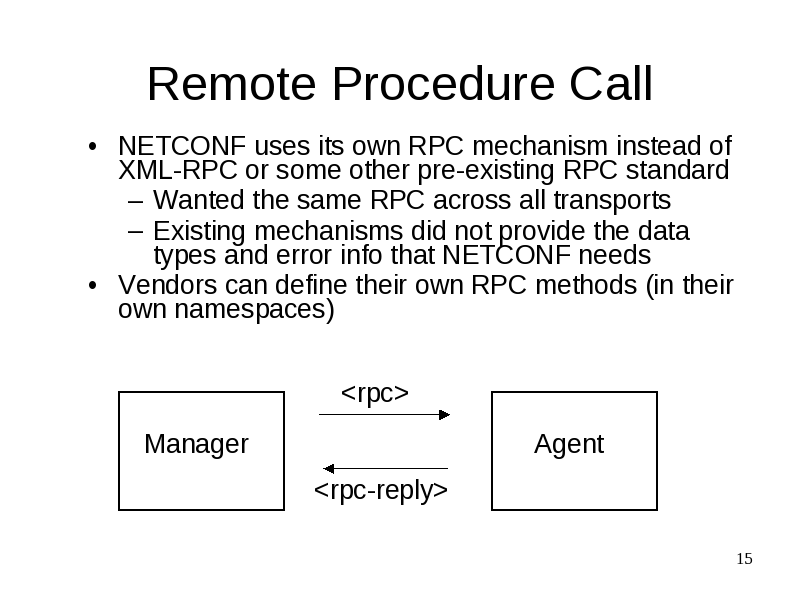 Remote Procedure Call
• NETCONF uses its own RPC mechanism instead of
XML-RPC or some other pre-existing RPC standard
– Wanted the same RPC across all transports
– Existing mechanisms did not provide the data
types and error info that NETCONF needs
• Vendors can define their own RPC methods (in their
own namespaces)
<rpc>
Manager
Agent
<rpc-reply>
15